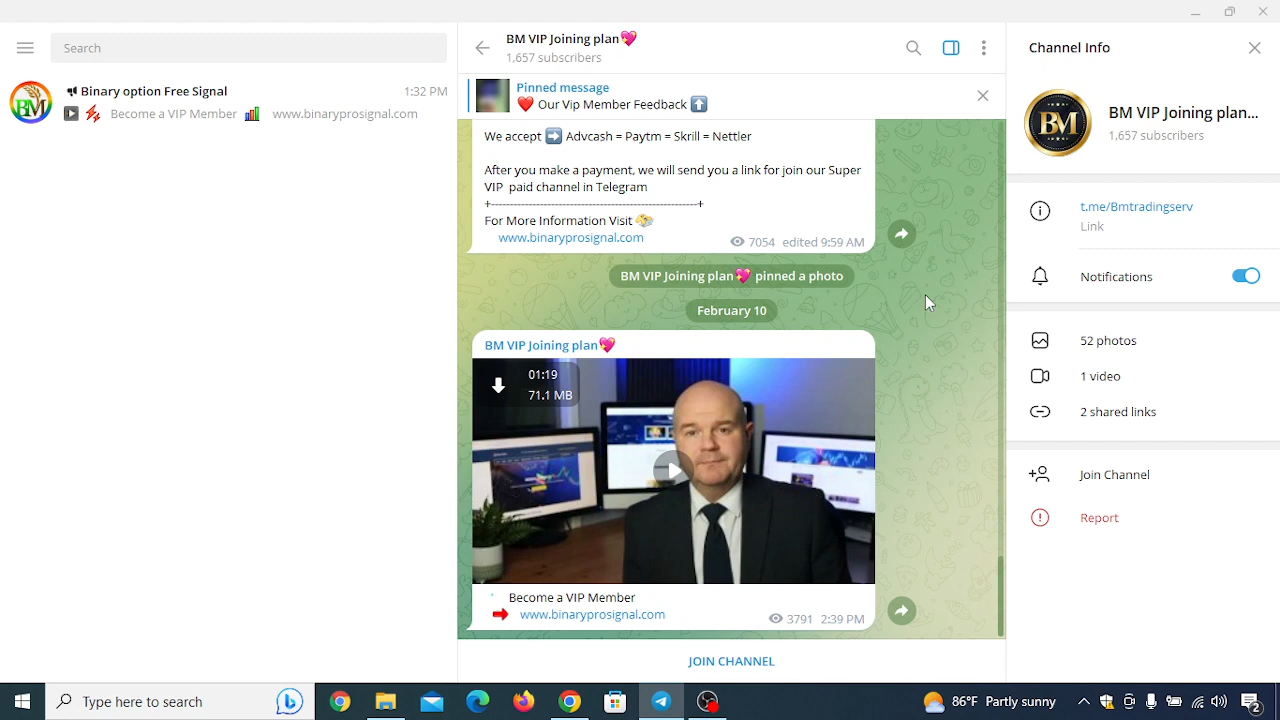 Search
Binary option Free Signal
1:32 PM
Become a VIP Member www.binaryprosignal.com
BM
BM VIP Joining plan💖
1,657 subscribers
Pinned message
❤️ Our Vip Member Feedback ⬆️
We accept ➡️ Advcash = Paytm = Skrill = Nettler
After you make a payment, we will send you a link for join our Super
VIP paid channel in Telegram
+----------------------------------------------------+
For More Information Visit
www.binaryprosignal.com
7054 edited 9:59 AM
BM VIP Joining plan💖 pinned a photo
February 10
BM VIP Joining plan💖
01:19
71.1 MB
Become a VIP Member
➡ www.binaryprosignal.com
3791 2:39 PM
JOIN CHANNEL
Channel Info
BM
BM VIP Joining plan...
1,657 subscribers
t.me/Bmtradingserv
Link
Notifications
52 photos
1 video
2 shared links
Join Channel
Report
Type here to search
86°F Partly sunny
2